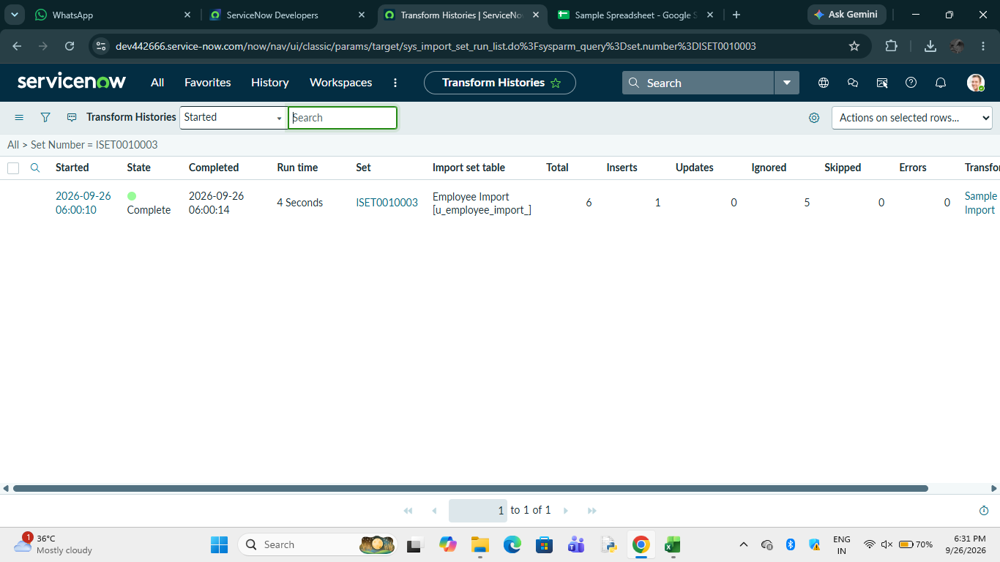 WhatsApp
ServiceNow Developers
Transform Histories | ServiceNo
Sample Spreadsheet - Google S
Ask Gemini
dev442666.service-now.com/now/nav/ui/classic/params/target/sys_import_set_run_list.do%3Fsysparm_query%3Dset.number%3DISET0010003
servicenow All Favorites History Workspaces Transform Histories Search
Transform Histories Started Search Actions on selected rows...
All > Set Number = ISET0010003
Started State Completed Run time Set Import set table Total Inserts Updates Ignored Skipped Errors Transfor
2026-09-26 06:00:10 Complete 2026-09-26 06:00:14 4 Seconds ISET0010003 Employee Import [u_employee_import_] 6 1 0 5 0 0 Sample Import
1 to 1 of 1
1 36°C
Mostly cloudy
Search
ENG
IN
70%
6:31 PM
9/26/2026